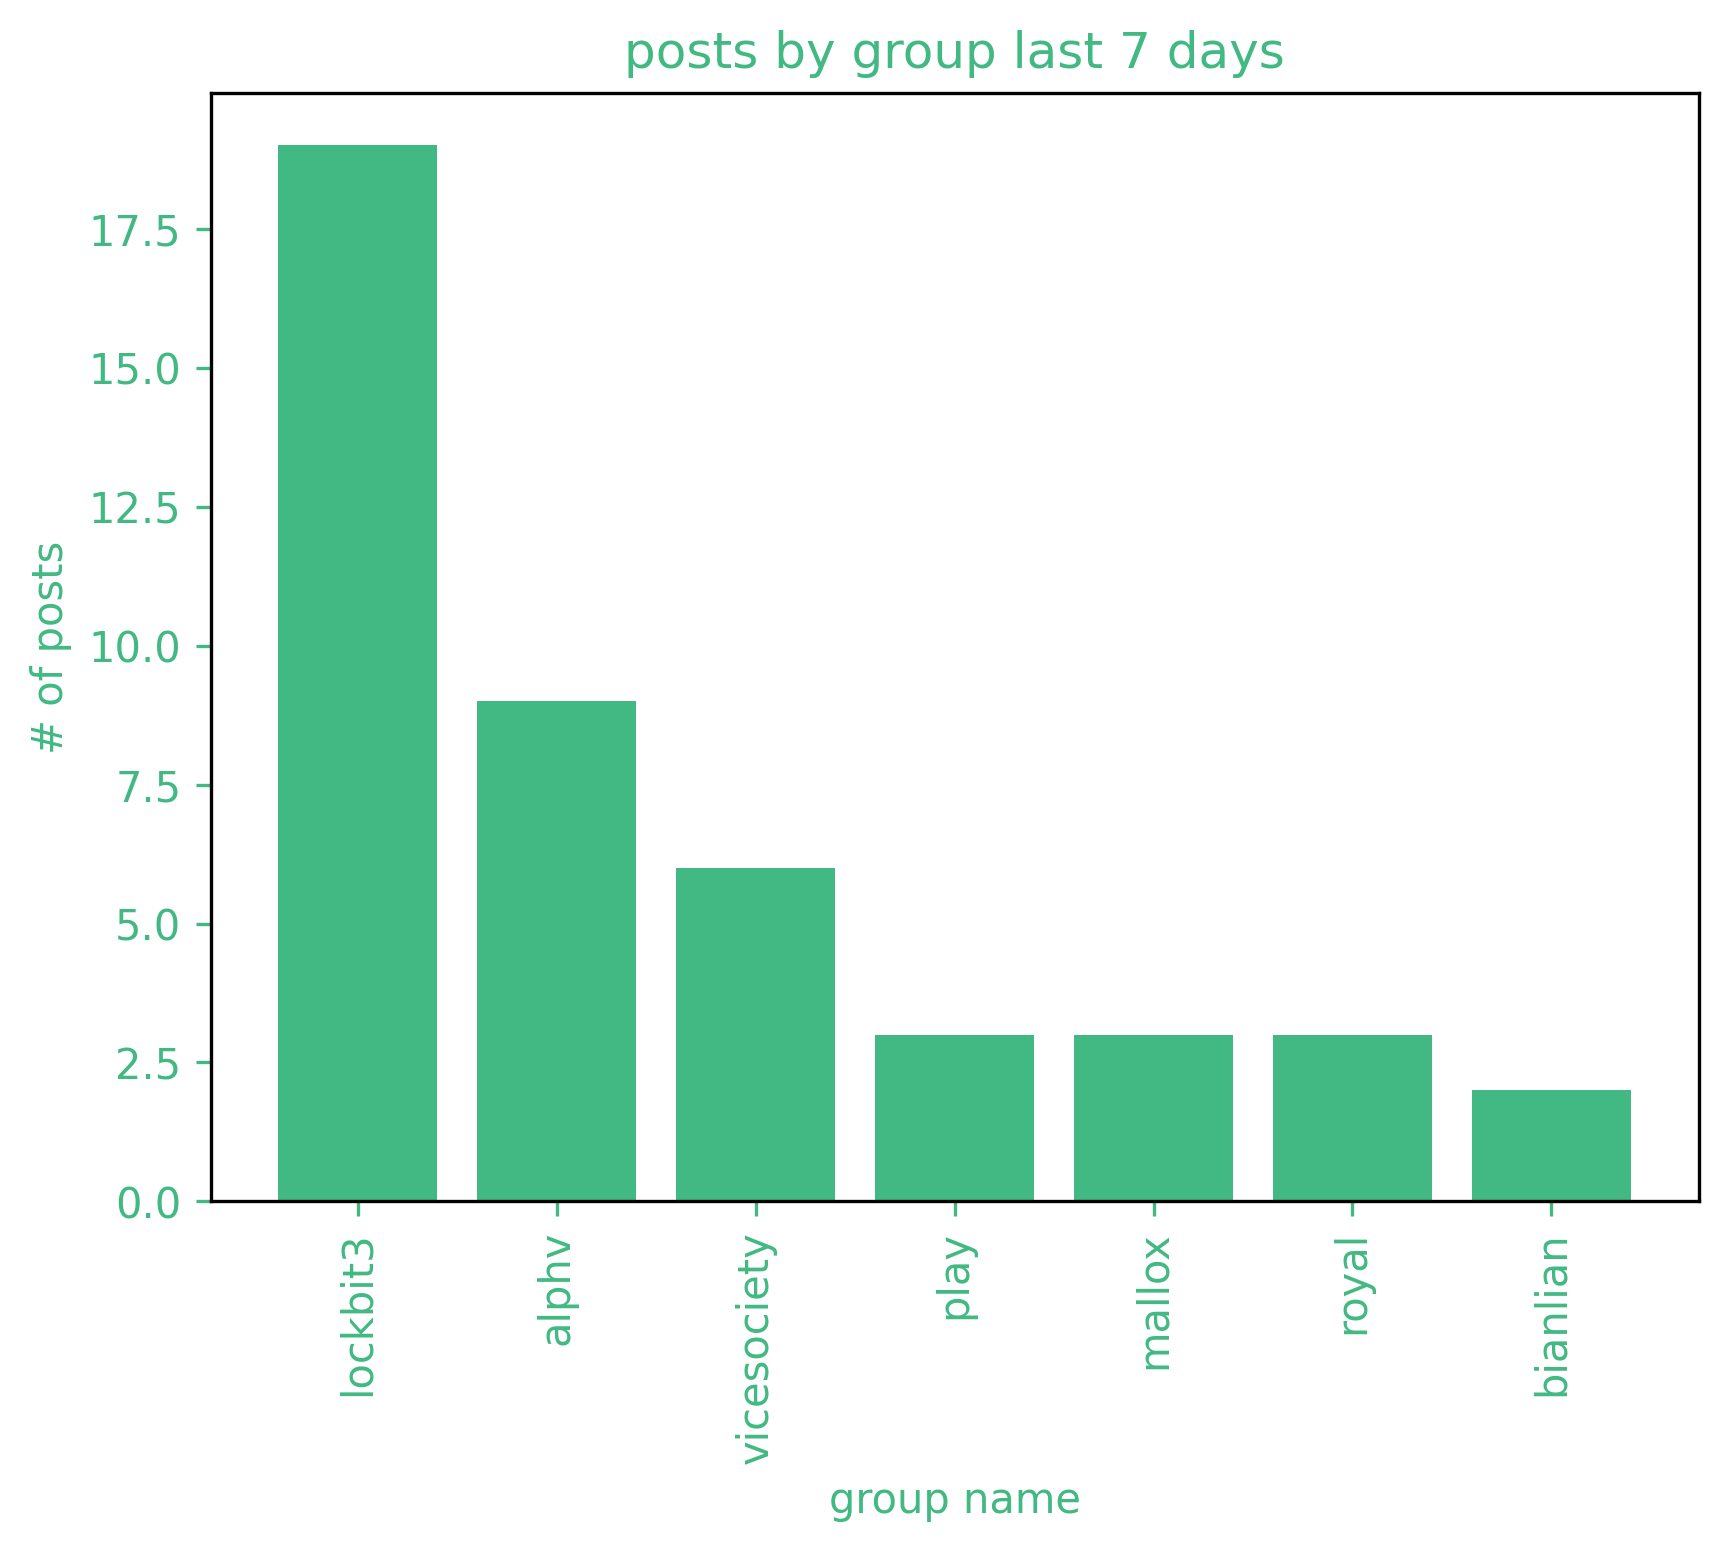 posts by group last 7 days
# of posts
17.5
15.0
12.5
10.0
7.5
5.0
2.5
0.0
lockbit3
alphv
vicesociety
play
mallox
royal
bianlian
group name